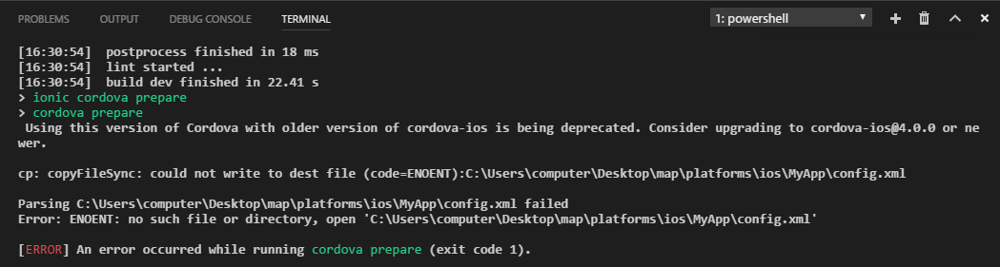 PROBLEMS OUTPUT DEBUG CONSOLE TERMINAL 1: powershell
[16:30:54] postprocess finished in 18 ms
[16:30:54] lint started ...
[16:30:54] build dev finished in 22.41 s
> ionic cordova prepare
> cordova prepare
Using this version of Cordova with older version of cordova-ios is being deprecated. Consider upgrading to cordova-ios@4.0.0 or ne
wer.
cp: copyFileSync: could not write to dest file (code=ENOENT):C:\Users\computer\Desktop\map\platforms\ios\MyApp\config.xml
Parsing C:\Users\computer\Desktop\map\platforms\ios\MyApp\config.xml failed
Error: ENOENT: no such file or directory, open 'C:\Users\computer\Desktop\map\platforms\ios\MyApp\config.xml'
[ERROR] An error occurred while running cordova prepare (exit code 1).